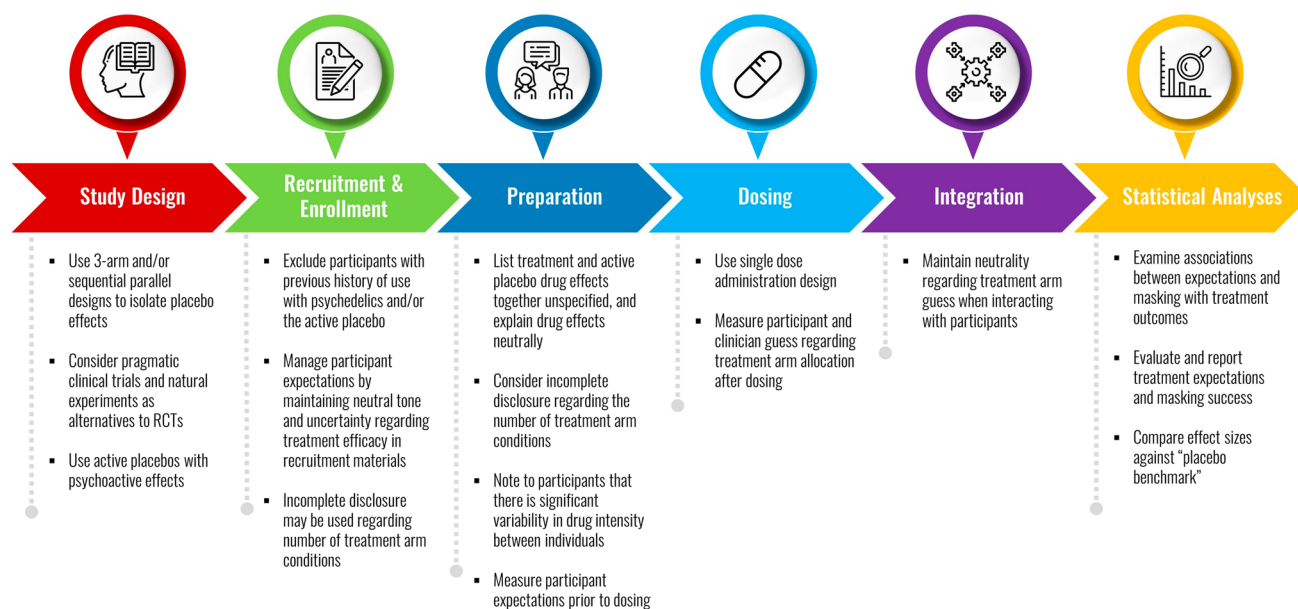 Study Design
Recruitment &
Enrollment
Preparation
Dosing
Integration
Statistical Analyses
▪ Use 3-arm and/or
sequential parallel
designs to isolate placebo
effects
▪ Consider pragmatic
clinical trials and natural
experiments as
alternatives to RCTs
▪ Use active placebos with
psychoactive effects
▪ Exclude participants with
previous history of use
with psychedelics and/or
the active placebo
▪ Manage participant
expectations by
maintaining neutral tone
and uncertainty regarding
treatment efficacy in
recruitment materials
▪ Incomplete disclosure
may be used regarding
number of treatment arm
conditions
▪ List treatment and active
placebo drug effects
together unspecified, and
explain drug effects
neutrally
▪ Consider incomplete
disclosure regarding the
number of treatment arm
conditions
▪ Note to participants that
there is significant
variability in drug intensity
between individuals
▪ Measure participant
expectations prior to dosing
▪ Use single dose
administration design
▪ Measure participant and
clinician guess regarding
treatment arm allocation
after dosing
▪ Maintain neutrality
regarding treatment arm
guess when interacting
with participants
▪ Examine associations
between expectations and
masking with treatment
outcomes
▪ Evaluate and report
treatment expectations
and masking success
▪ Compare effect sizes
against “placebo
benchmark”